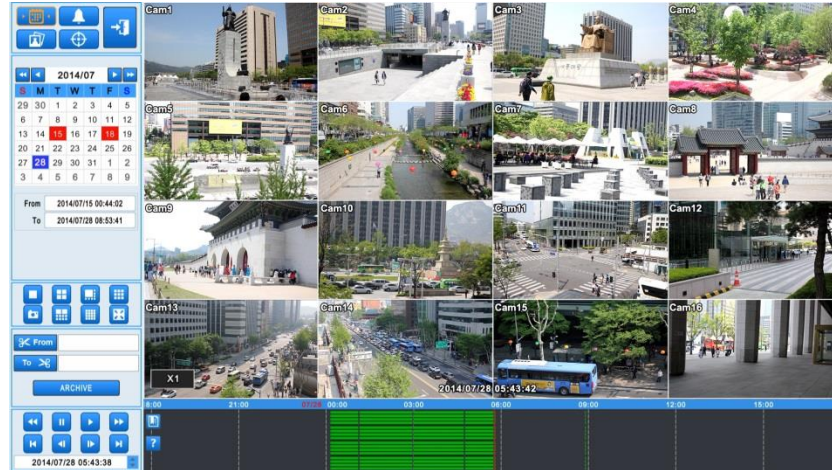 Cam1
Cam2
Cam3
Cam4
2014/07
S M T W T F S
29 30 1 2 3 4 5
6 7 8 9 10 11 12
13 14 15 16 17 18 19
20 21 22 23 24 25 26
27 28 29 30 31 1 2
3 4 5 6 7 8 9
Cam5
Cam6
Cam7
Cam8
From 2014/07/15 00:44:02
To 2014/07/28 08:53:41
Cam9
Cam10
Cam11
Cam12
Cam13
Cam14
Cam15
Cam16
From
To
ARCHIVE
X1
2014/07/28 05:43:42
8:00 21:00 07/28 00:00 03:00 06:00 09:00 12:00 15:00
?
2014/07/28 05:43:38